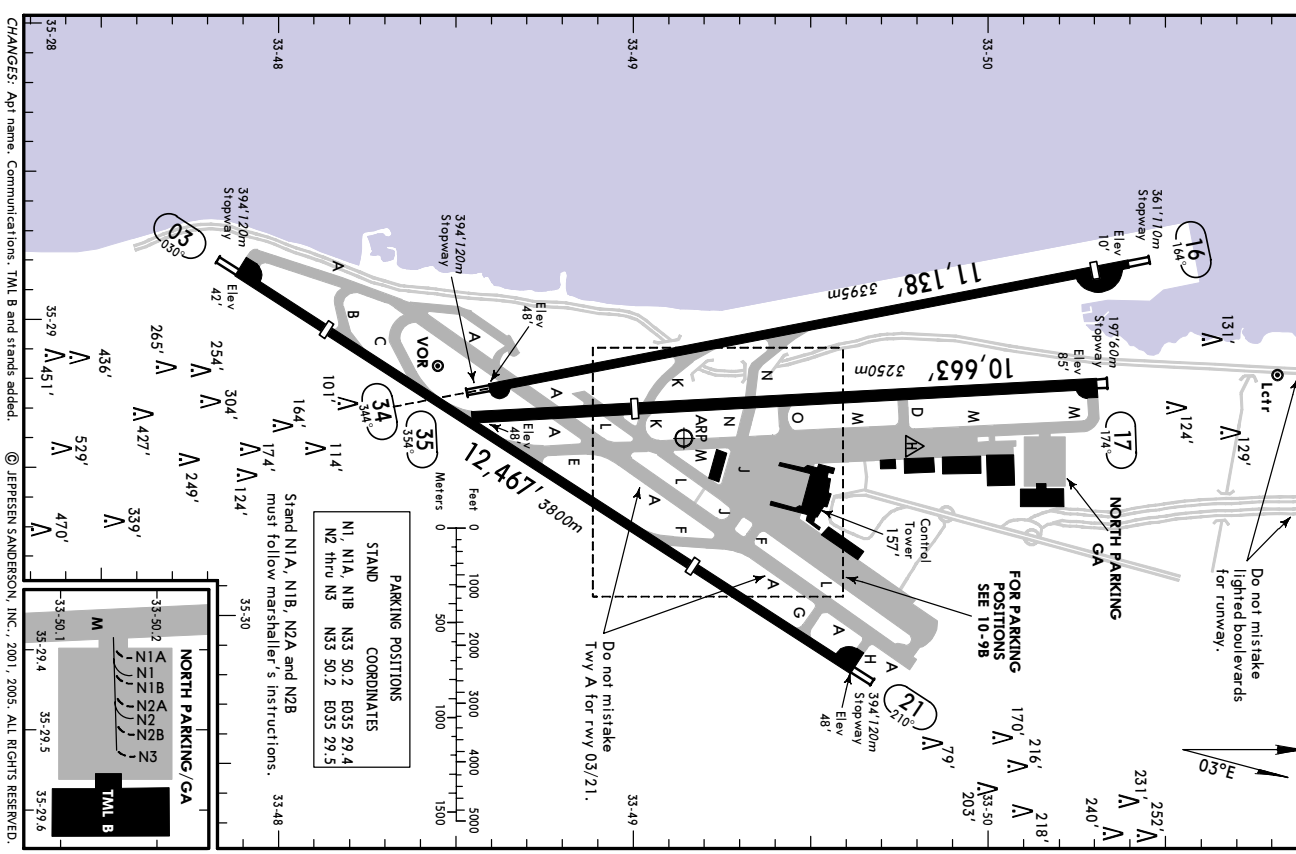 35-28
35-29
35-30
33-48
33-49
33-50
CHANGES: Apt name. Communications. TML B and stands added.
© JEPPESEN SANDERSON, INC., 2001, 2005. ALL RIGHTS RESERVED.
16
164°
361'110m
Stopway
Elev
10'
11,138'
3395m
197'60m
Stopway
Elev
85'
17
174°
10,663'
3250m
03
030°
394'120m
Stopway
Elev
42'
394'120m
Stopway
Elev
48'
34
344°
35
354°
Elev
48'
12,467' 3800m
21
210°
394'120m
Stopway
Elev
48'
VOR
Lctr
ARP
H
A
B
C
A
A
A
E
L
K
K
N
N
O
M
D
M
M
M
J
L
A
F
J
F
A
L
G
A
H
A
Control
Tower
157'
NORTH PARKING
GA
FOR PARKING
POSITIONS
SEE 10-9B
Do not mistake
lighted boulevards
for runway.
Do not mistake
Twy A for rwy 03/21.
03°E
131'
124'
129'
451'
436'
265'
254'
304'
427'
529'
249'
164'
174'
124'
114'
101'
339'
470'
79'
170'
216'
203'
218'
231'
252'
240'
Feet 0 1000 2000 3000 4000 5000
Meters 0 500 1000 1500
PARKING POSITIONS
STAND COORDINATES
N1, N1A, N1B N33 50.2 E035 29.4
N2 thru N3 N33 50.2 E035 29.5
Stand N1A, N1B, N2A and N2B
must follow marshaller's instructions.
33-48
33-49
33-50
NORTH PARKING/GA
33-50.1
33-50.2
35-29.4
35-29.5
35-29.6
M
N1A
N1
N1B
N2A
N2
N2B
N3
TML B